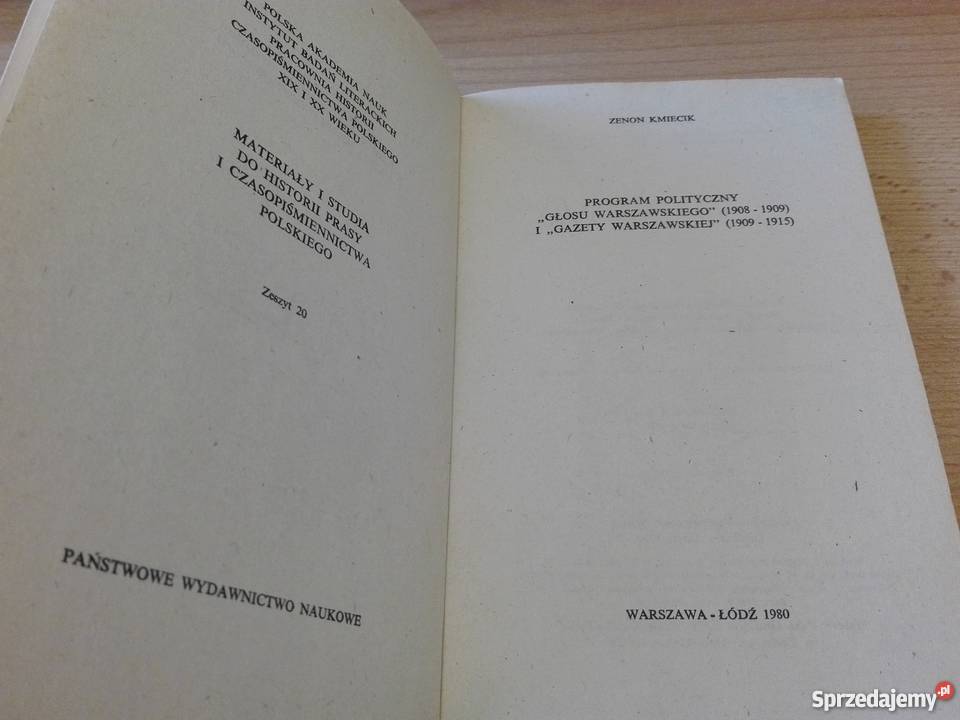 POLSKA AKADEMIA NAUK
INSTYTUT BADAŃ LITERACKICH
PRACOWNIA HISTORII
CZASOPIŚMIENNICTWA POLSKIEGO
XIX I XX WIEKU
MATERIAŁY I STUDIA
DO HISTORII PRASY
I CZASOPIŚMIENNICTWA
POLSKIEGO
Zeszyt 20
PAŃSTWOWE WYDAWNICTWO NAUKOWE
ZENON KMIECIK
PROGRAM POLITYCZNY
„GŁOSU WARSZAWSKIEGO” (1908 - 1909)
I „GAZETY WARSZAWSKIEJ” (1909 - 1915)
WARSZAWA - ŁÓDŹ 1980
Sprzedajemy.pl